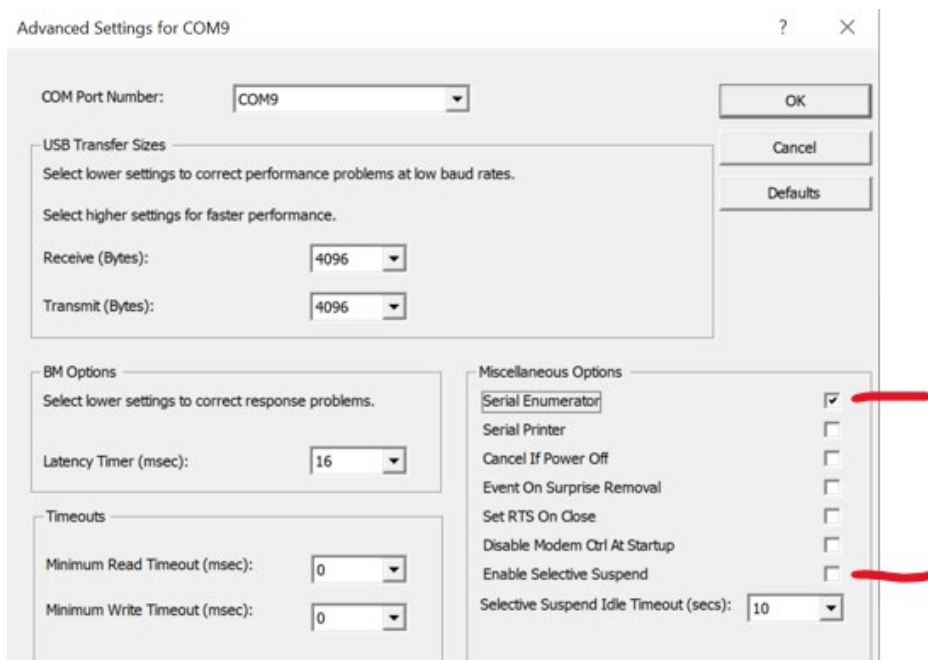 Advanced Settings for COM9
? ×
COM Port Number: COM9
OK
Cancel
Defaults
USB Transfer Sizes
Select lower settings to correct performance problems at low baud rates.
Select higher settings for faster performance.
Receive (Bytes): 4096
Transmit (Bytes): 4096
BM Options
Select lower settings to correct response problems.
Latency Timer (msec): 16
Timeouts
Minimum Read Timeout (msec): 0
Minimum Write Timeout (msec): 0
Miscellaneous Options
Serial Enumerator
Serial Printer
Cancel If Power Off
Event On Surprise Removal
Set RTS On Close
Disable Modem Ctrl At Startup
Enable Selective Suspend
Selective Suspend Idle Timeout (secs): 10